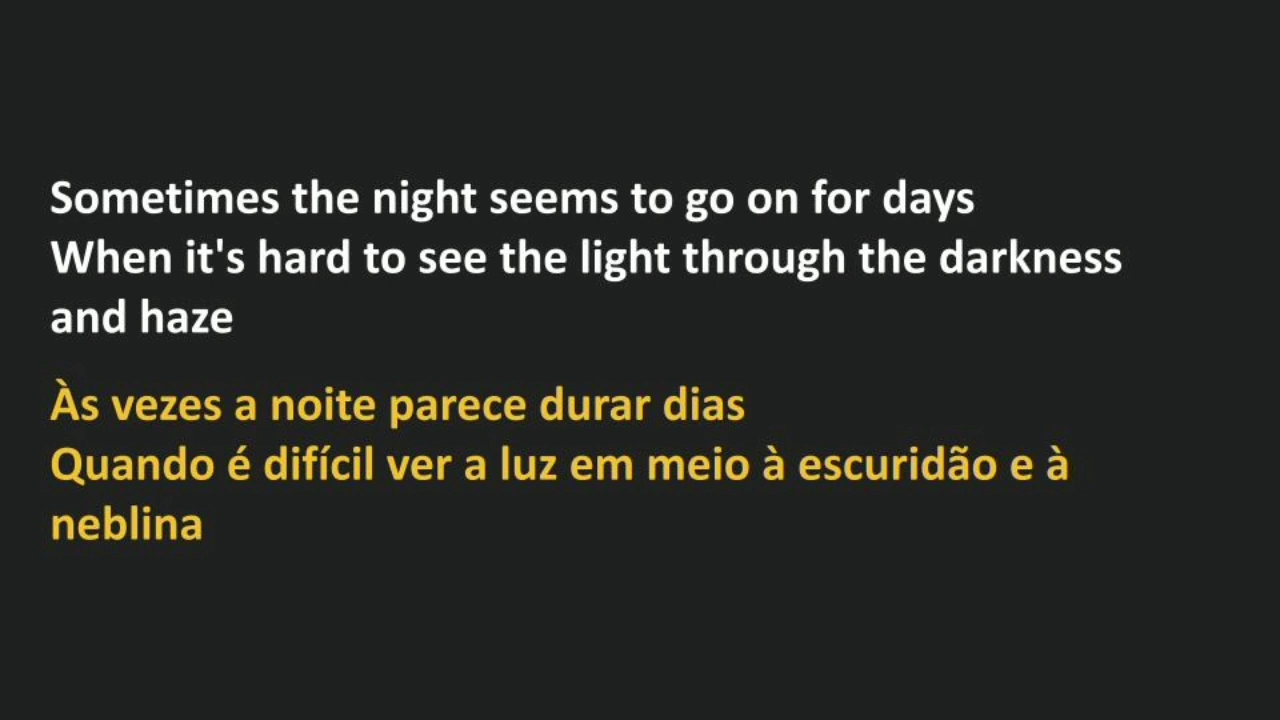 Sometimes the night seems to go on for days
When it's hard to see the light through the darkness
and haze
Às vezes a noite parece durar dias
Quando é difícil ver a luz em meio à escuridão e à
neblina